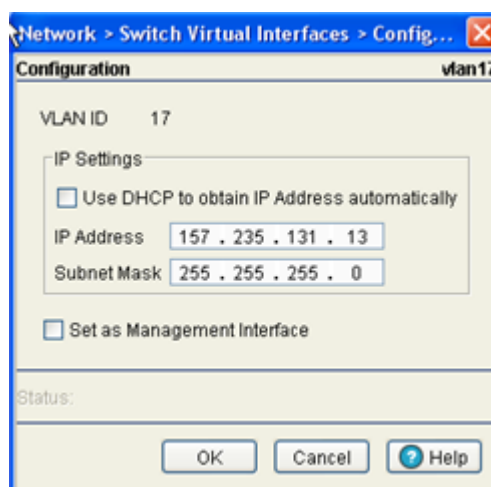 Network > Switch Virtual Interfaces > Config...
Configuration vlan17
VLAN ID 17
IP Settings
Use DHCP to obtain IP Address automatically
IP Address 157 . 235 . 131 . 13
Subnet Mask 255 . 255 . 255 . 0
Set as Management Interface
Status:
OK Cancel ? Help